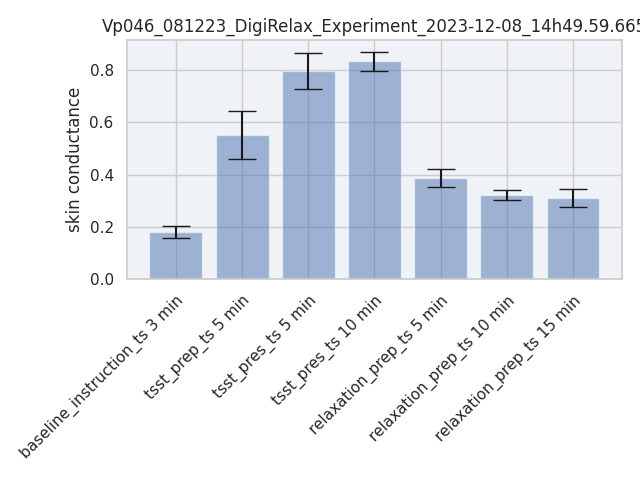 Vp046_081223_DigiRelax_Experiment_2023-12-08_14h49.59.665
skin conductance
0.8
0.6
0.4
0.2
0.0
baseline_instruction_ts 3 min
tsst_prep_ts 5 min
tsst_pres_ts 5 min
tsst_pres_ts 10 min
relaxation_prep_ts 5 min
relaxation_prep_ts 10 min
relaxation_prep_ts 15 min